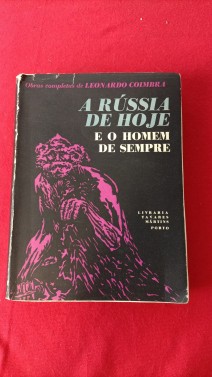 Obras completas de LEONARDO COIMBRA
A RÚSSIA
DE HOJE
E O HOMEM
DE SEMPRE
LIVRARIA
TAVARES
MARTINS
PORTO